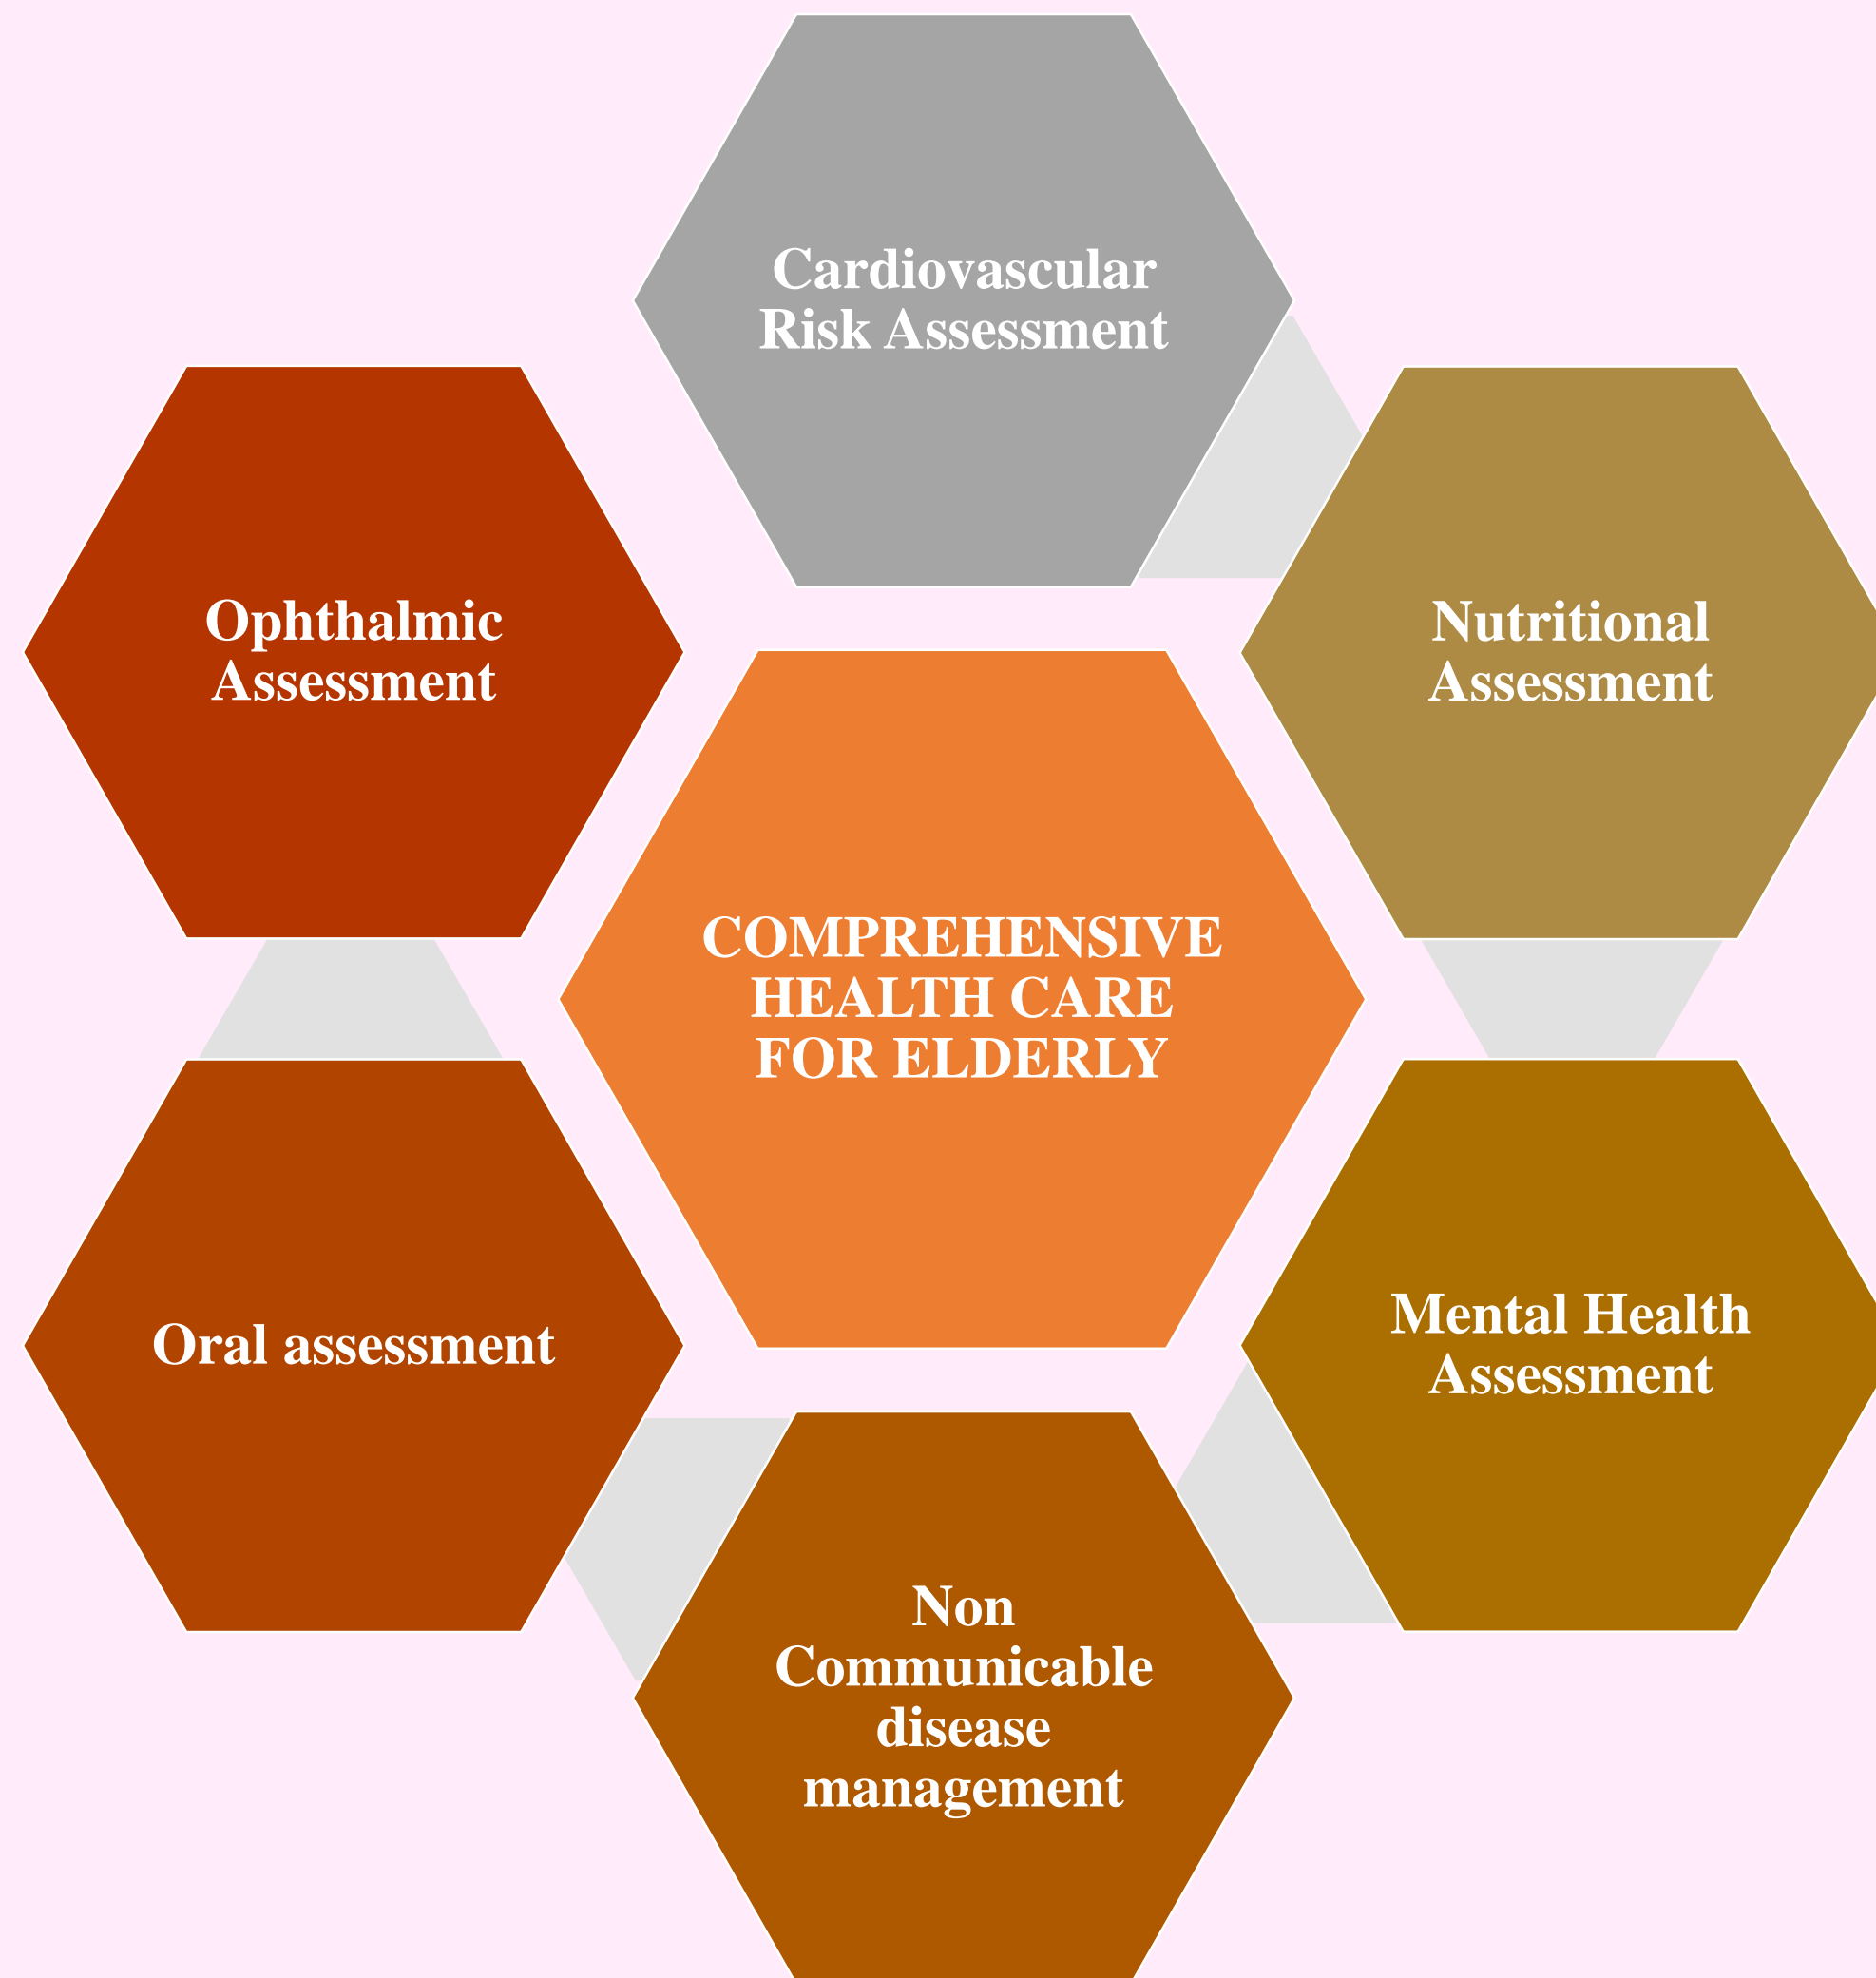 Cardiovascular
Risk Assessment
Ophthalmic
Assessment
Nutritional
Assessment
COMPREHENSIVE
HEALTH CARE
FOR ELDERLY
Oral assessment
Mental Health
Assessment
Non
Communicable
disease
management